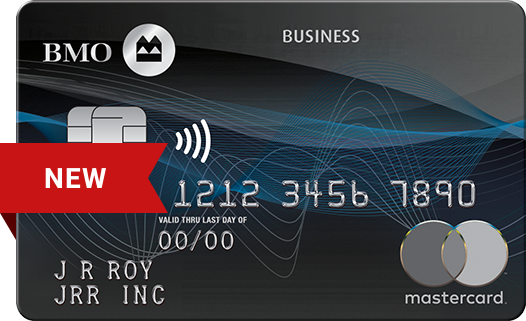 BUSINESS
BMO
NEW
1212 3456 7890
VALID THRU LAST DAY OF
00/00
J R ROY
JRR INC
mastercard.